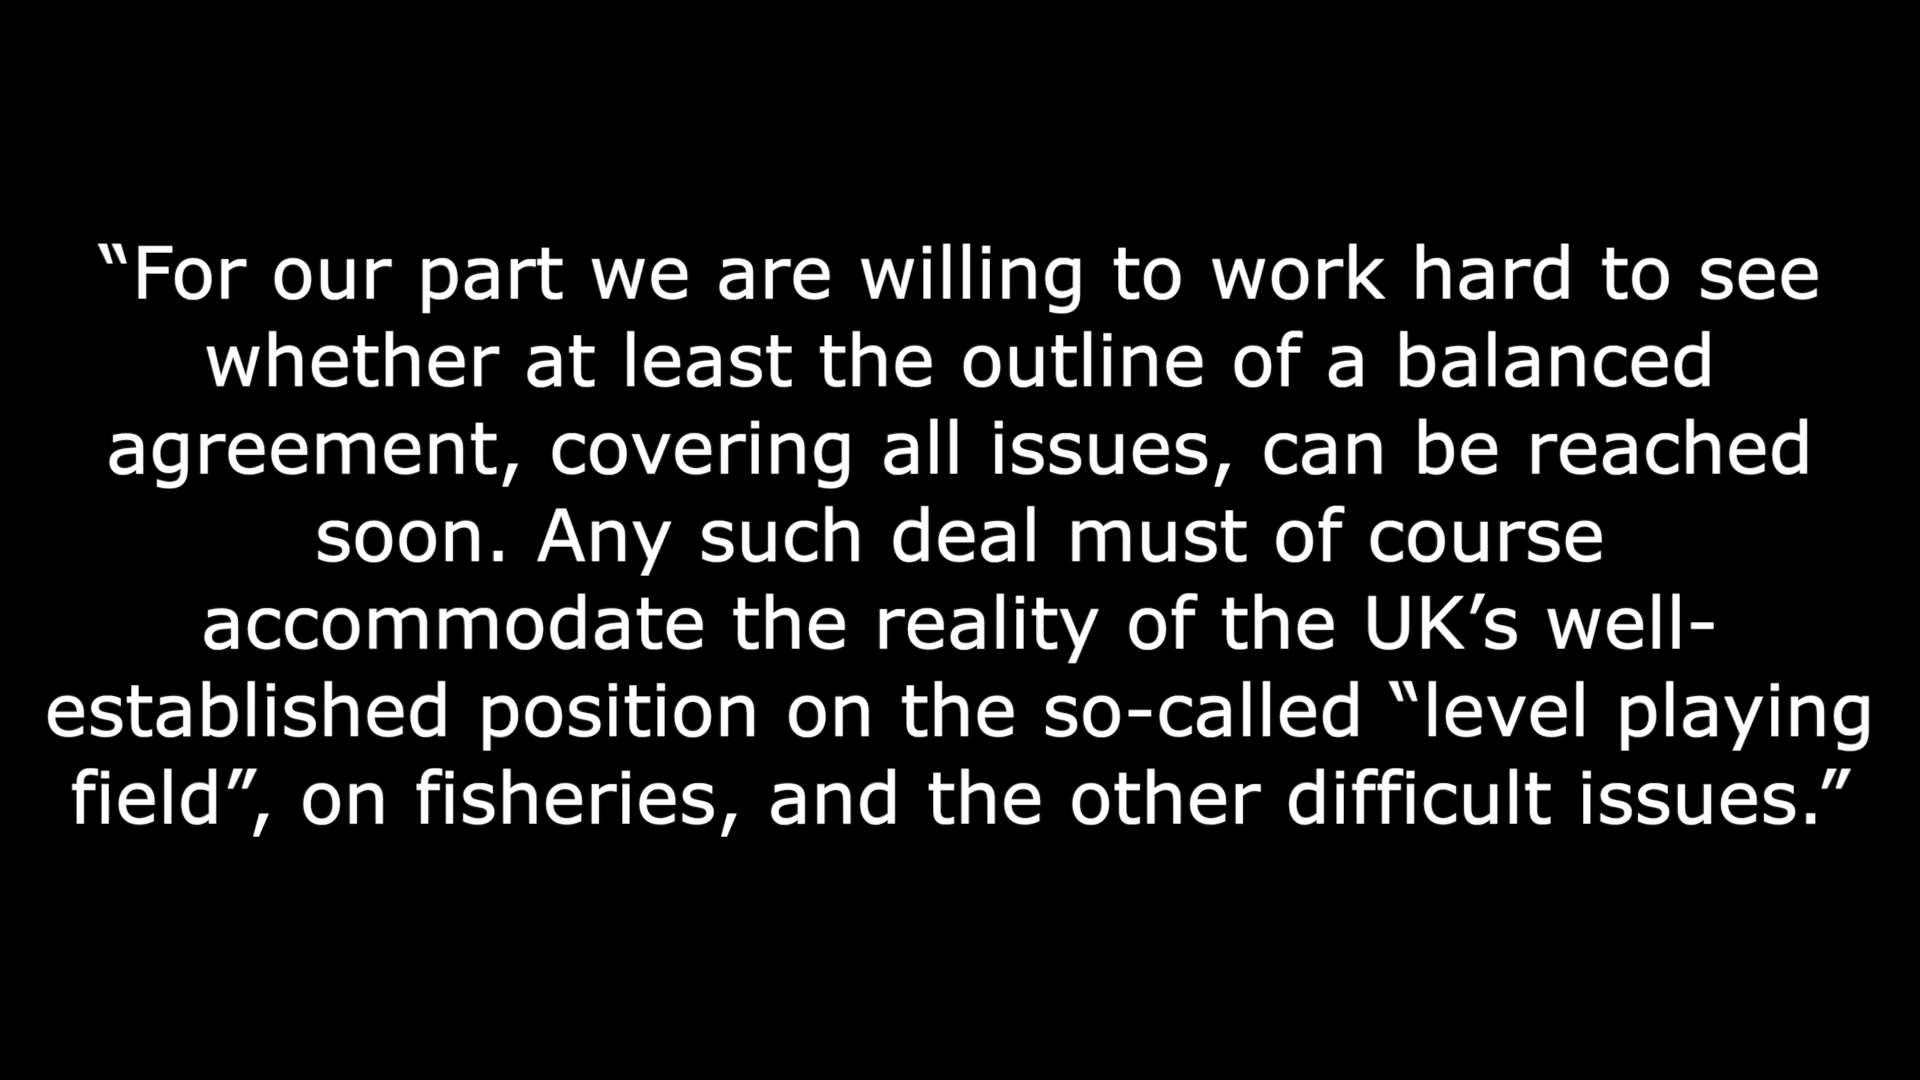 “For our part we are willing to work hard to see
whether at least the outline of a balanced
agreement, covering all issues, can be reached
soon. Any such deal must of course
accommodate the reality of the UK’s well-
established position on the so-called “level playing
field”, on fisheries, and the other difficult issues.”